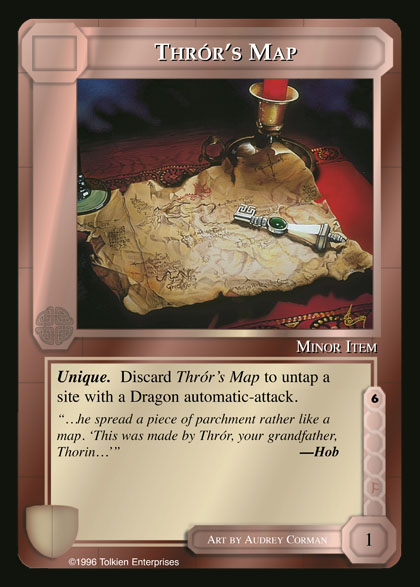 Thrór's Map
Minor Item
Unique. Discard Thrór's Map to untap a
site with a Dragon automatic-attack.
“…he spread a piece of parchment rather like a
map. ‘This was made by Thrór, your grandfather,
Thorin…’” —Hob
6
Art by Audrey Corman
1
©1996 Tolkien Enterprises